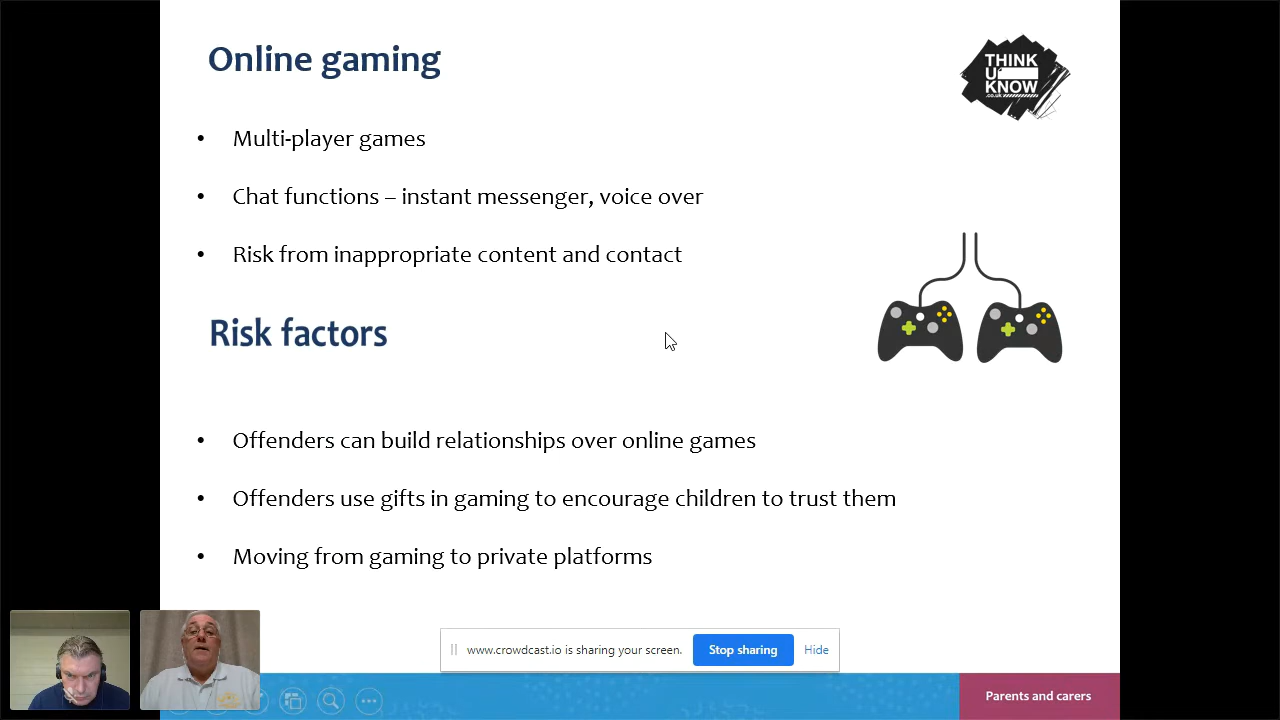 Online gaming
THINK
U
KNOW
.co.uk
• Multi-player games
• Chat functions – instant messenger, voice over
• Risk from inappropriate content and contact
Risk factors
• Offenders can build relationships over online games
• Offenders use gifts in gaming to encourage children to trust them
• Moving from gaming to private platforms
www.crowdcast.io is sharing your screen.
Stop sharing
Hide
Parents and carers